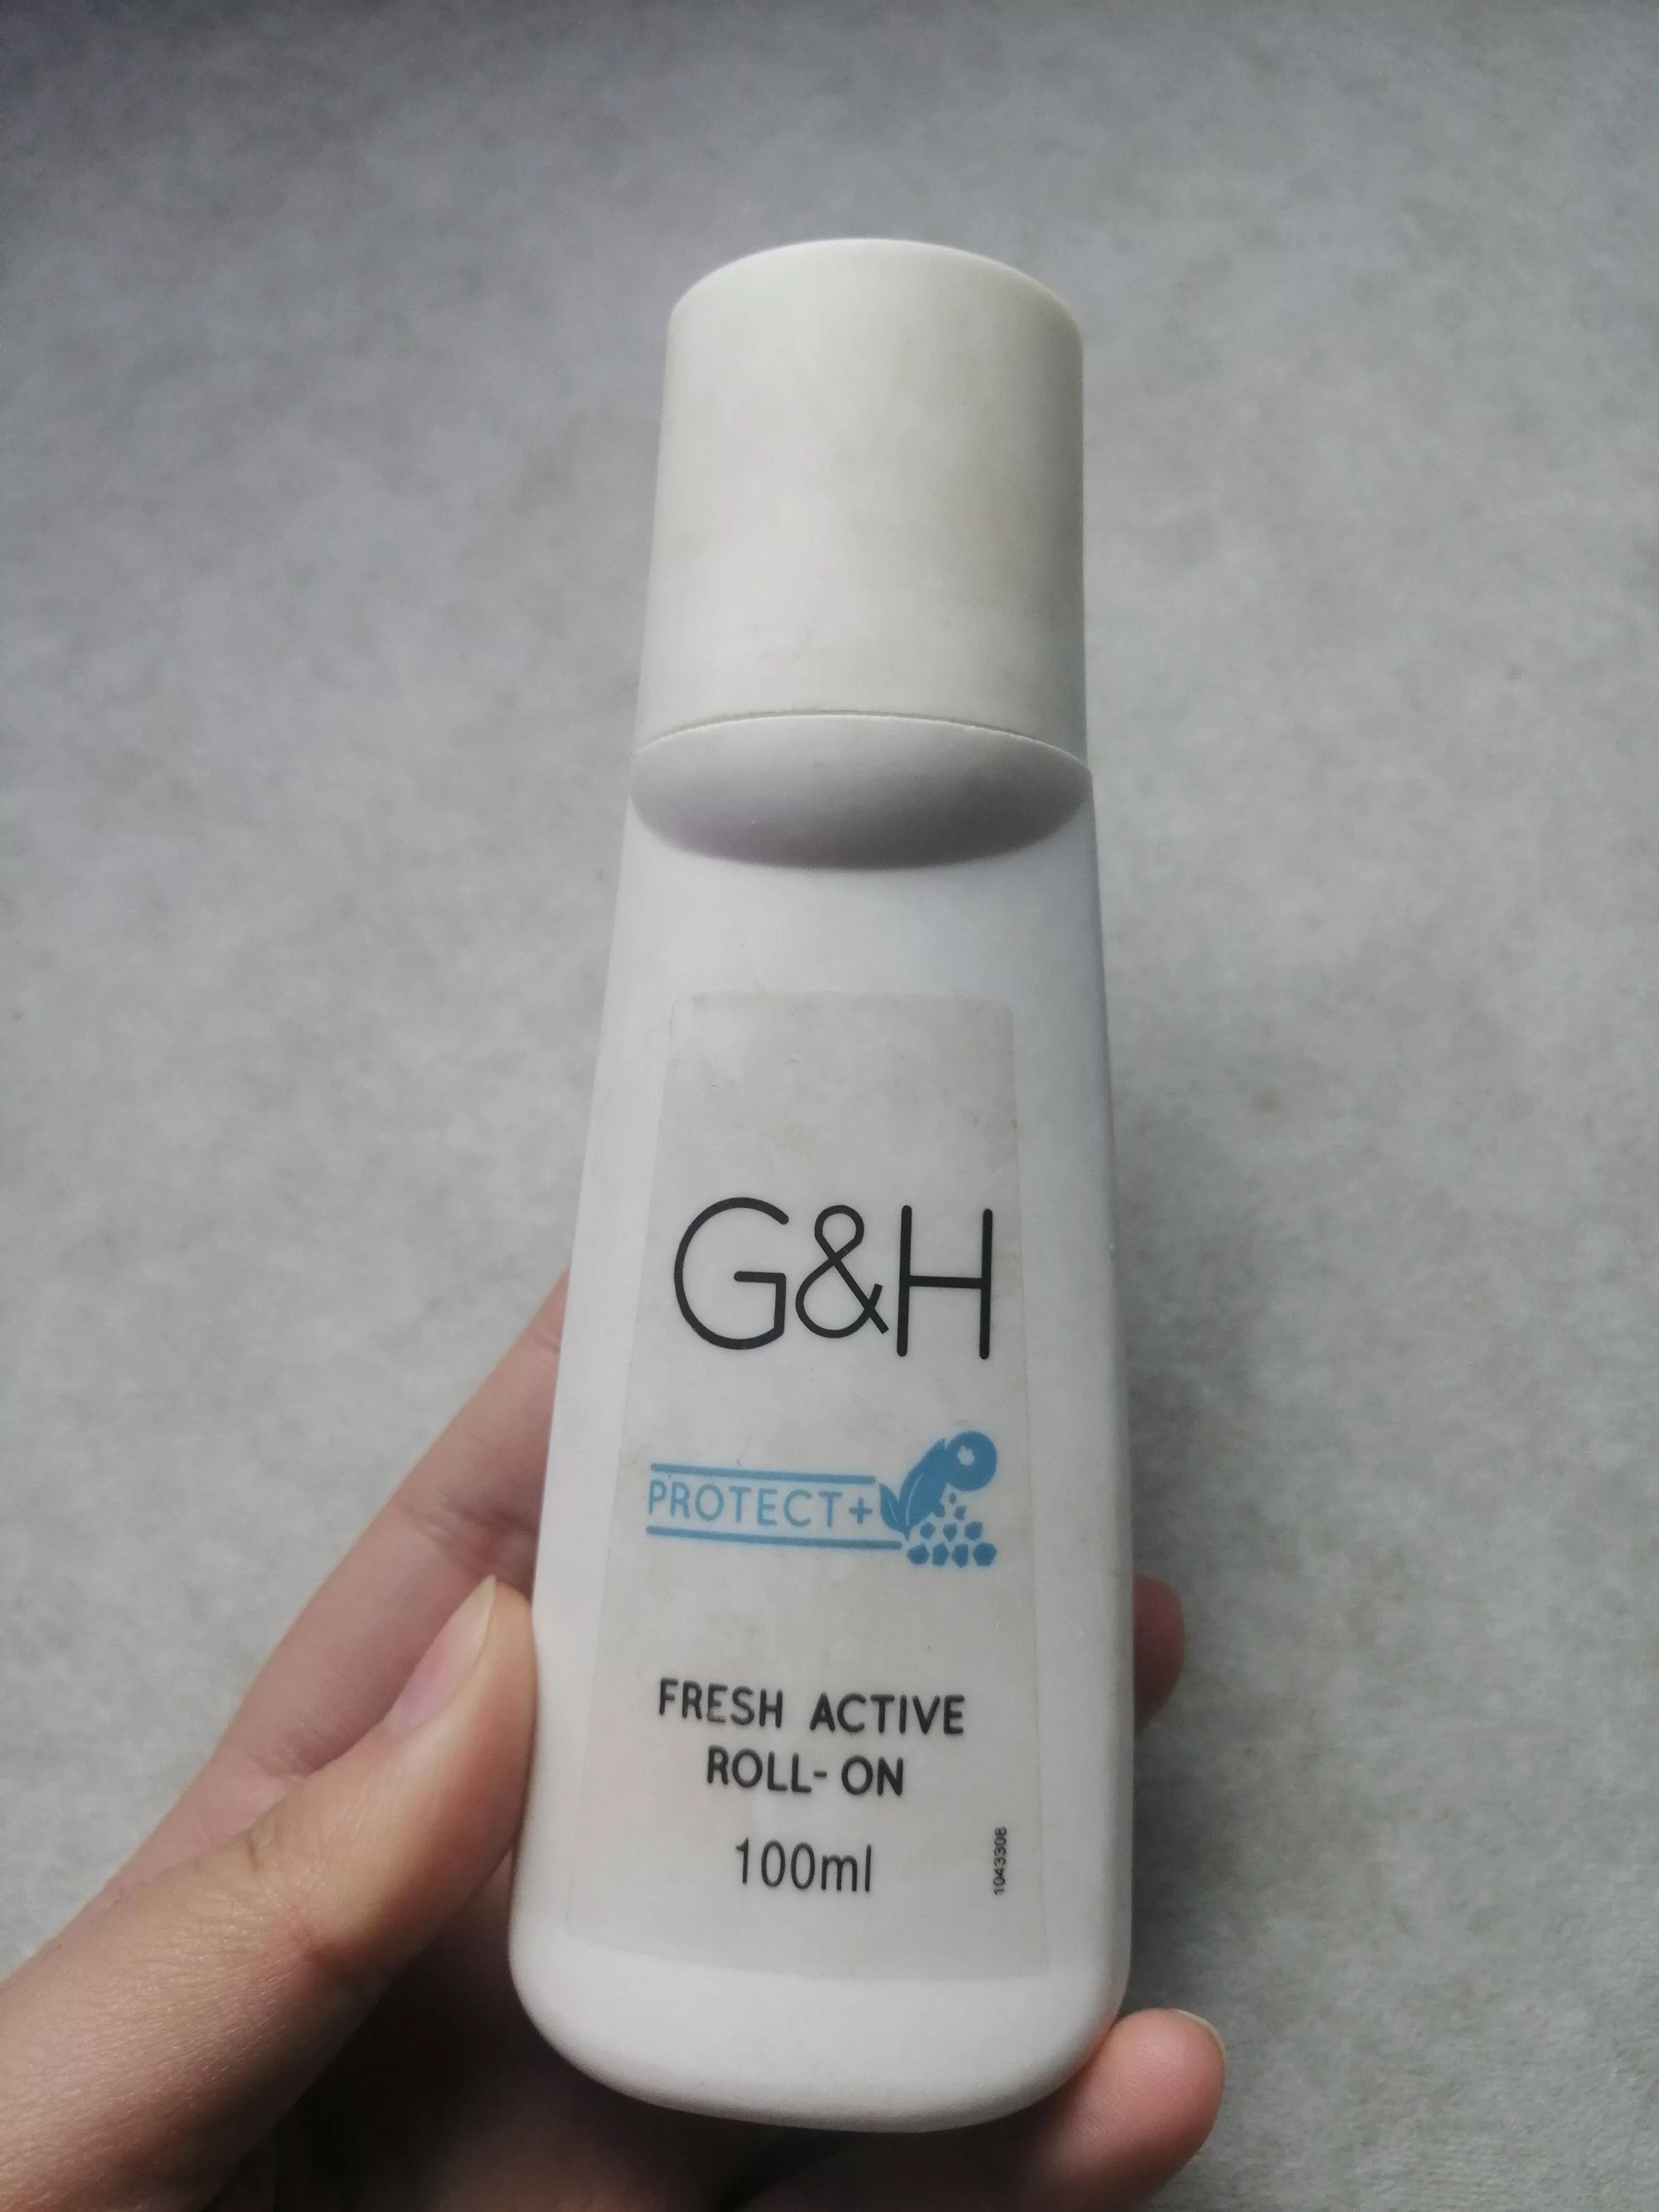 G&H
PROTECT+
FRESH ACTIVE
ROLL-ON
100ml
1043308